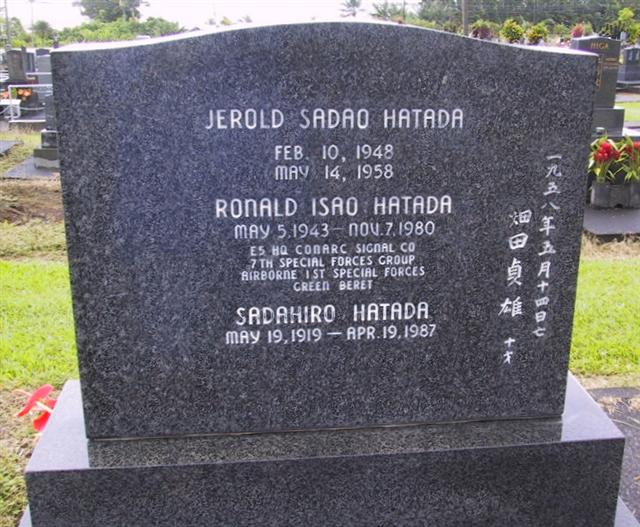 JEROLD SADAO HATADA
FEB. 10, 1948
MAY 14, 1958
RONALD ISAO HATADA
MAY 5, 1943 — NOV. 7, 1980
E5 HQ CONARC SIGNAL CO
7TH SPECIAL FORCES GROUP
AIRBORNE 1ST SPECIAL FORCES
GREEN BERET
SADAHIRO HATADA
MAY 19, 1919 — APR. 19, 1987
一九五八年五月十四日亡
畑田貞雄 十才
HIGA